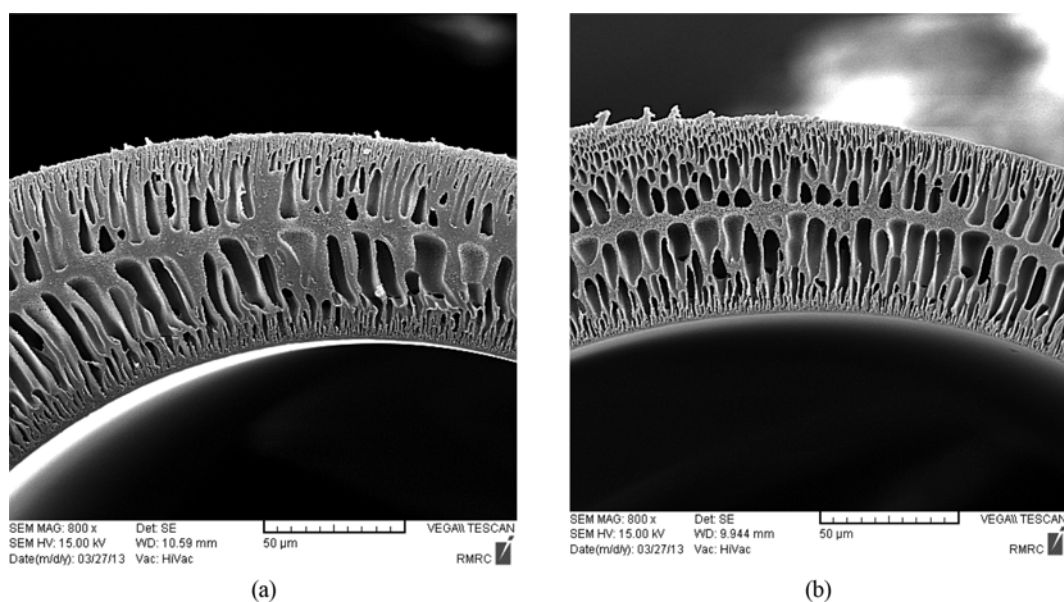 SEM MAG: 800 x Det: SE
SEM HV: 15.00 kV WD: 10.59 mm 50 µm VEGA\\ TESCAN
Date(m/d/y): 03/27/13 Vac: HiVac RMRC
(a)
SEM MAG: 800 x Det: SE
SEM HV: 15.00 kV WD: 9.944 mm 50 µm VEGA\\ TESCAN
Date(m/d/y): 03/27/13 Vac: HiVac RMRC
(b)